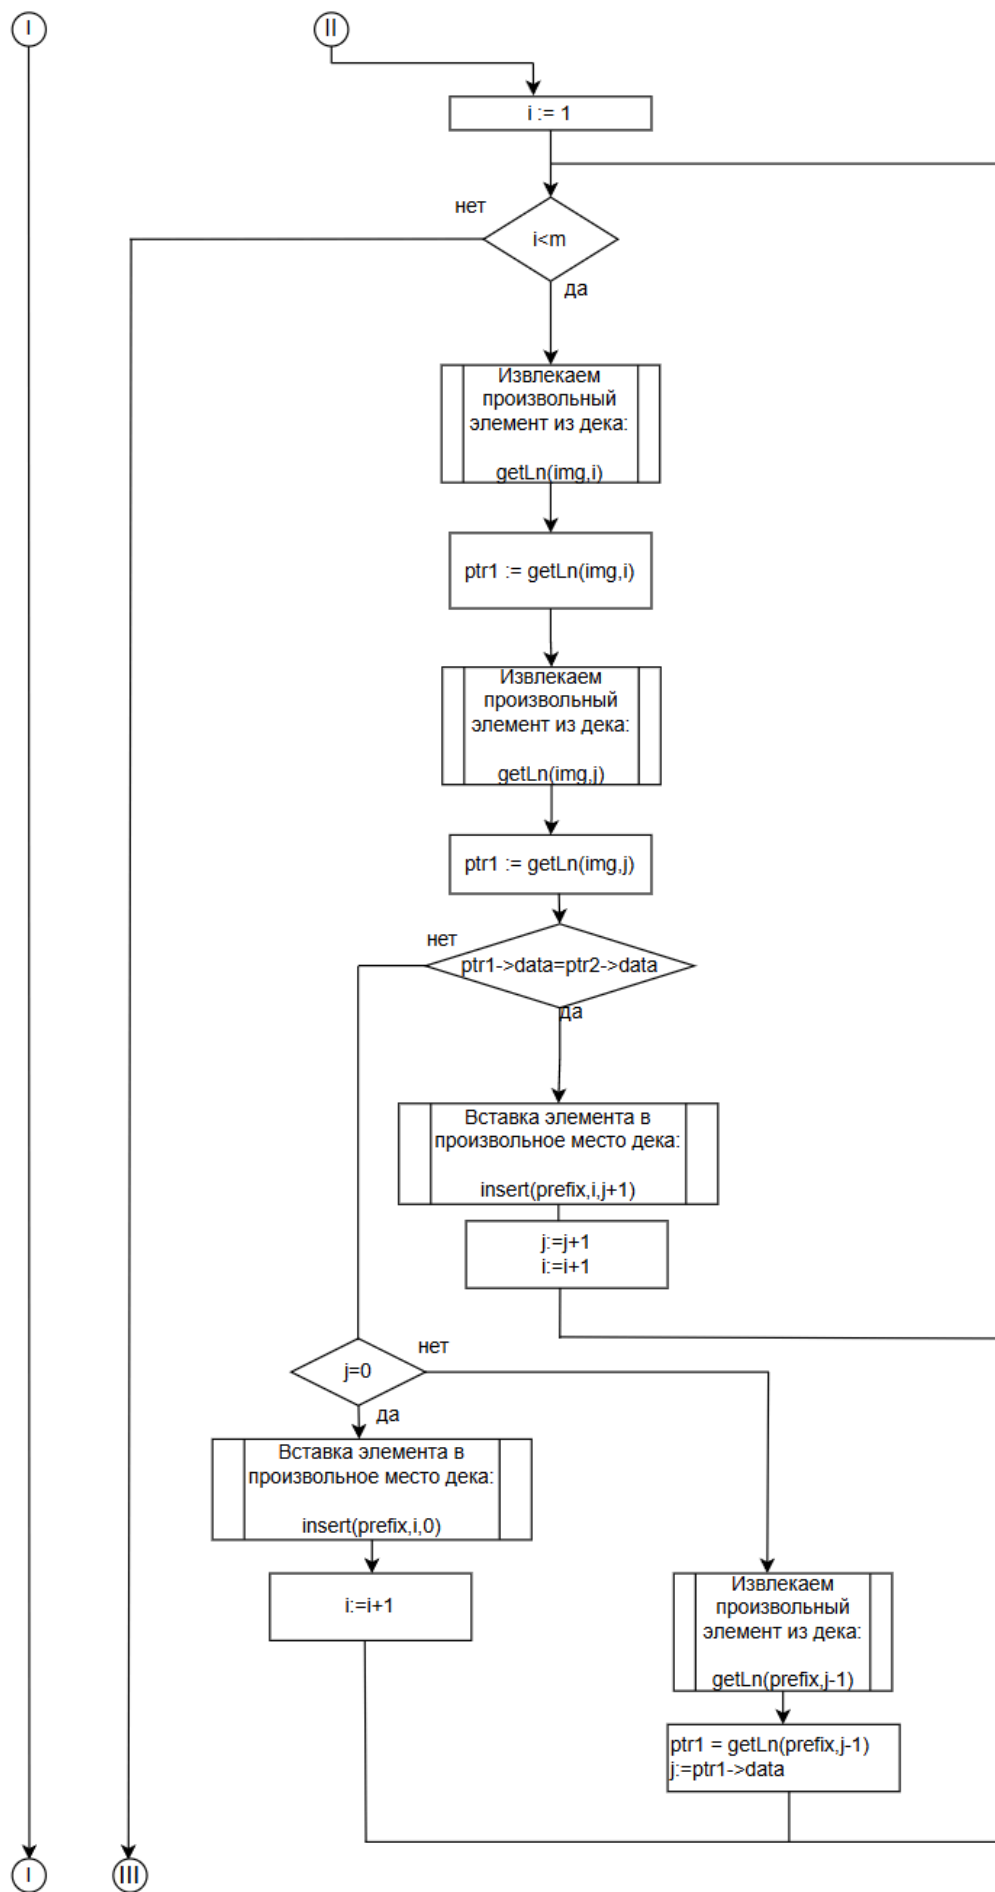 I
II
i := 1
нет
i<m
да
Извлекаем
произвольный
элемент из дека:
getLn(img,i)
ptr1 := getLn(img,i)
Извлекаем
произвольный
элемент из дека:
getLn(img,j)
ptr1 := getLn(img,j)
нет
ptr1->data=ptr2->data
да
Вставка элемента в
произвольное место дека:
insert(prefix,i,j+1)
j:=j+1
i:=i+1
нет
j=0
да
Вставка элемента в
произвольное место дека:
insert(prefix,i,0)
i:=i+1
Извлекаем
произвольный
элемент из дека:
getLn(prefix,j-1)
ptr1 = getLn(prefix,j-1)
j:=ptr1->data
I
III